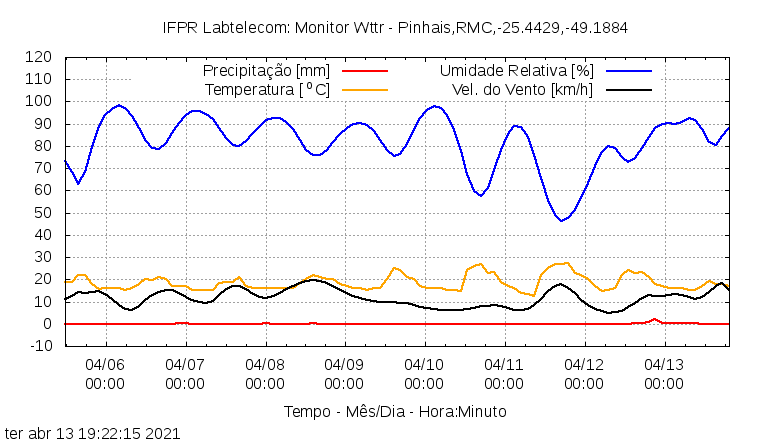 IFPR Labtelecom: Monitor Wttr - Pinhais,RMC,-25.4429,-49.1884
Precipitação [mm]
Temperatura [⁰C]
Umidade Relativa [%]
Vel. do Vento [km/h]
120
110
100
90
80
70
60
50
40
30
20
10
0
-10
04/06 04/07 04/08 04/09 04/10 04/11 04/12 04/13
00:00 00:00 00:00 00:00 00:00 00:00 00:00 00:00
Tempo - Mês/Dia - Hora:Minuto
ter abr 13 19:22:15 2021